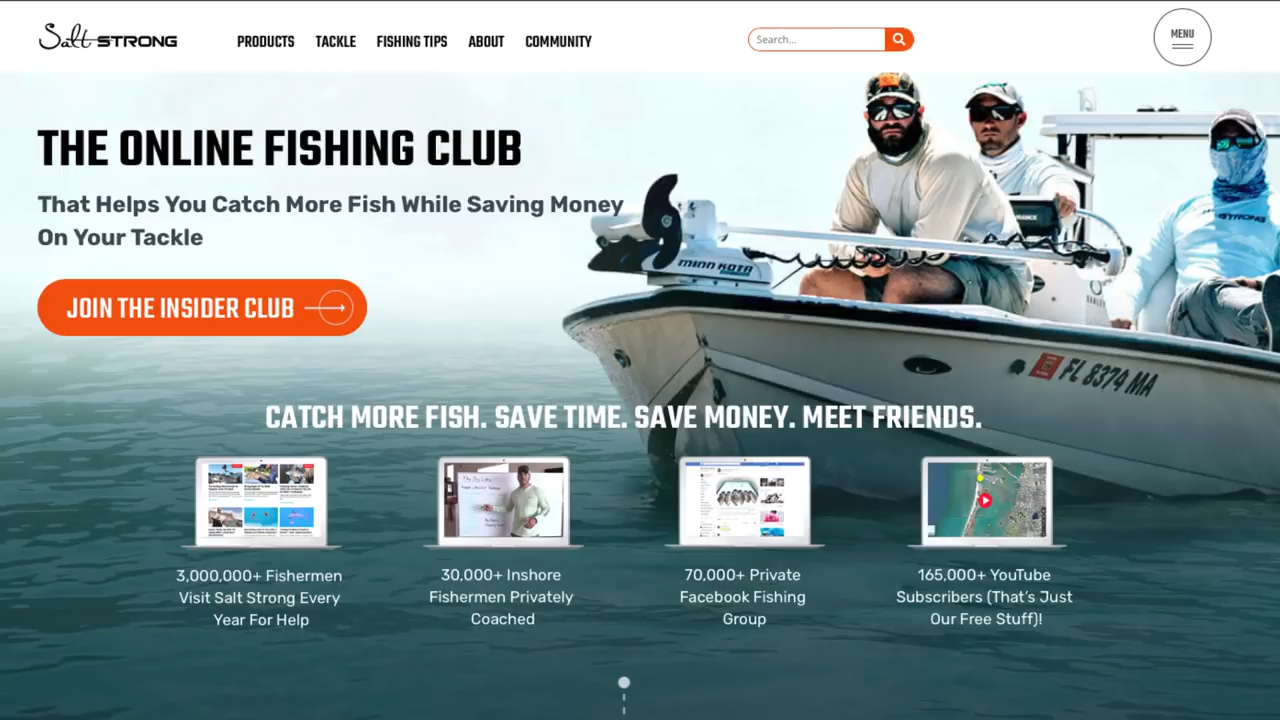 Salt STRONG
PRODUCTS
TACKLE
FISHING TIPS
ABOUT
COMMUNITY
Search...
MENU
THE ONLINE FISHING CLUB
That Helps You Catch More Fish While Saving Money
On Your Tackle
JOIN THE INSIDER CLUB
MINN KOTA
STRONG
FL 8374 MA
CATCH MORE FISH. SAVE TIME. SAVE MONEY. MEET FRIENDS.
3,000,000+ Fishermen
Visit Salt Strong Every
Year For Help
30,000+ Inshore
Fishermen Privately
Coached
70,000+ Private
Facebook Fishing
Group
165,000+ YouTube
Subscribers (That's Just
Our Free Stuff)!